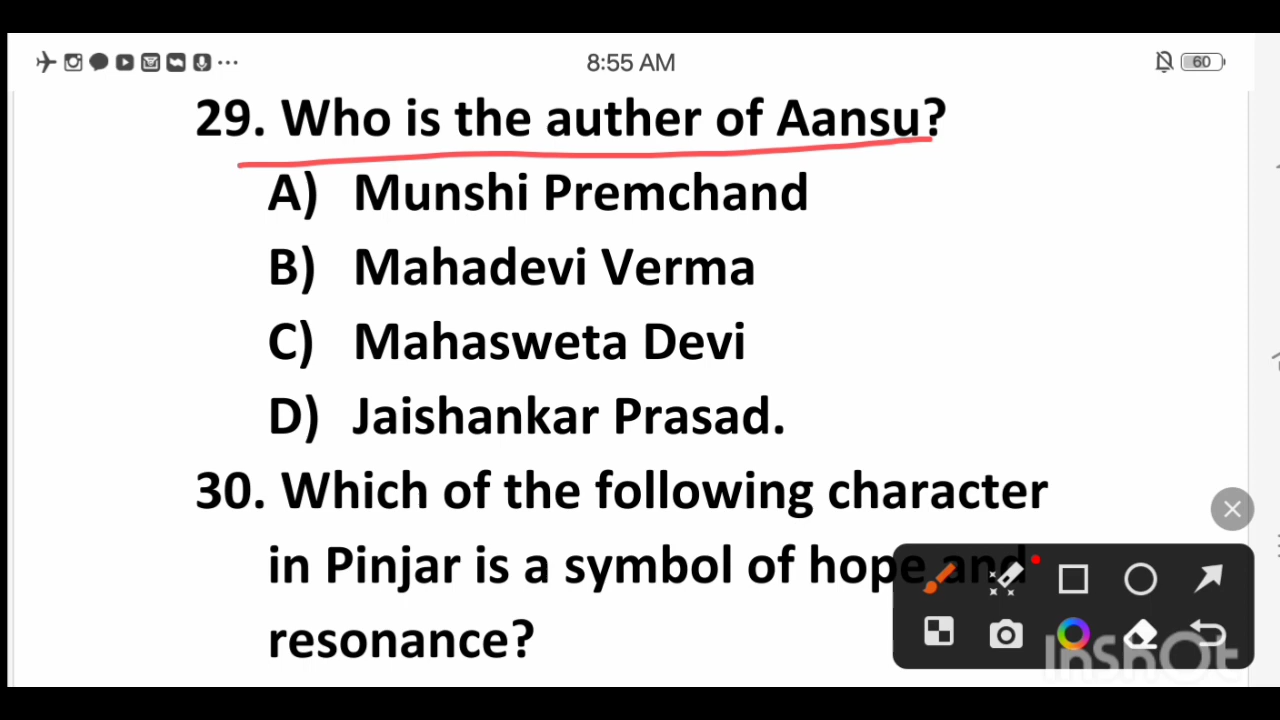 8:55 AM
60
29. Who is the auther of Aansu?
A) Munshi Premchand
B) Mahadevi Verma
C) Mahasweta Devi
D) Jaishankar Prasad.
30. Which of the following character
in Pinjar is a symbol of hope and
resonance?
InShOt